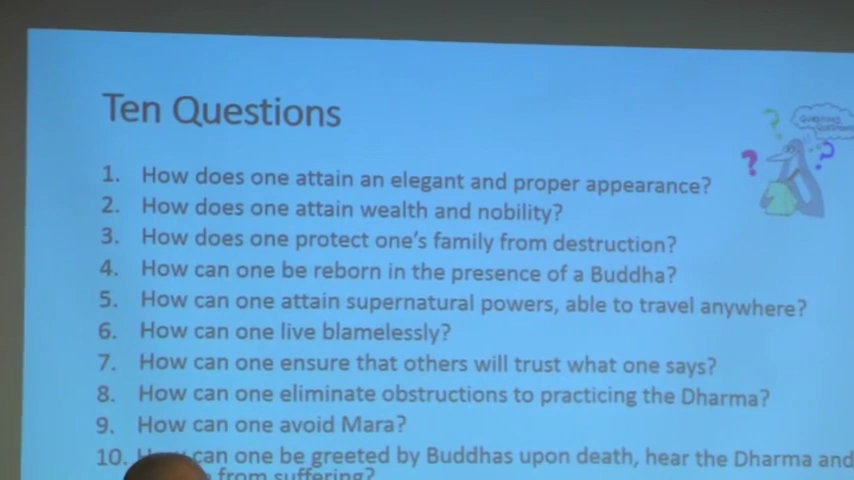 Ten Questions
Questions
Questions
1. How does one attain an elegant and proper appearance?
2. How does one attain wealth and nobility?
3. How does one protect one's family from destruction?
4. How can one be reborn in the presence of a Buddha?
5. How can one attain supernatural powers, able to travel anywhere?
6. How can one live blamelessly?
7. How can one ensure that others will trust what one says?
8. How can one eliminate obstructions to practicing the Dharma?
9. How can one avoid Mara?
10. How can one be greeted by Buddhas upon death, hear the Dharma and
from suffering?